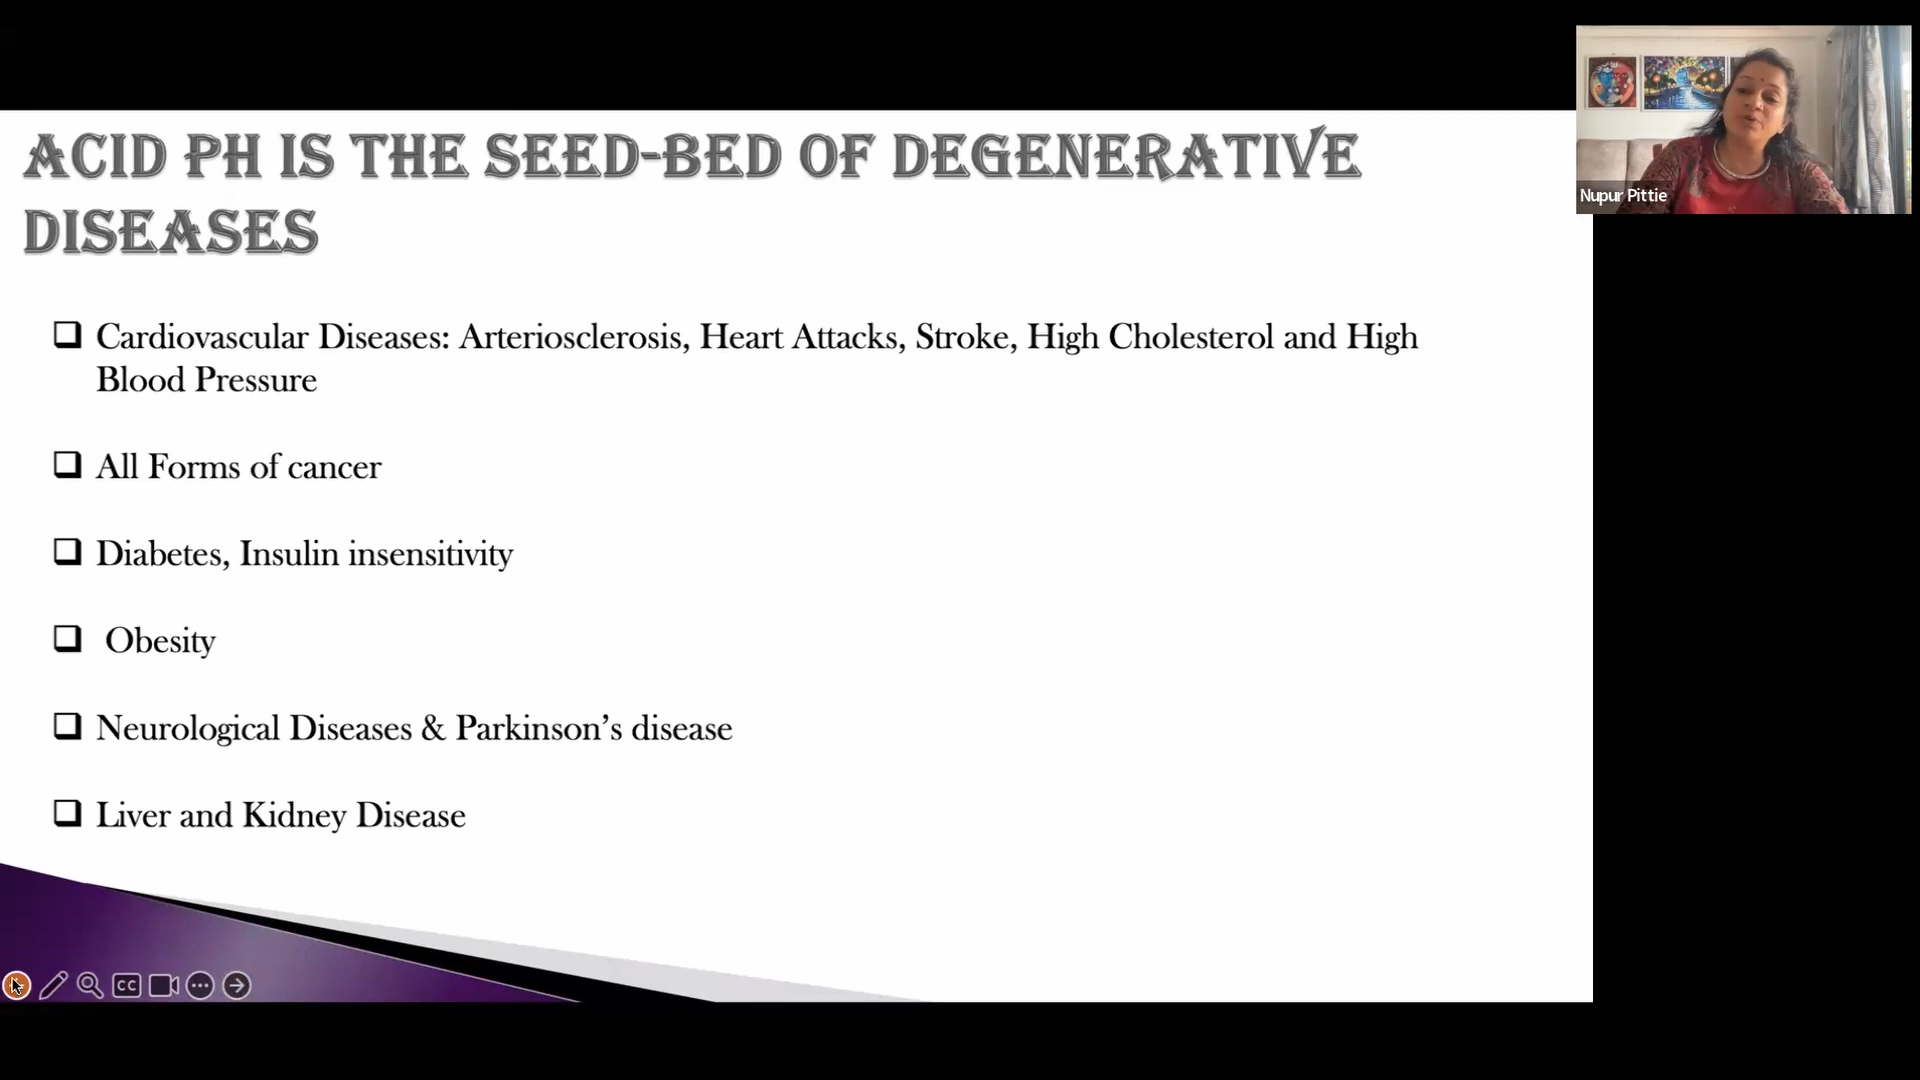 ACID PH IS THE SEED-BED OF DEGENERATIVE
DISEASES
Cardiovascular Diseases: Arteriosclerosis, Heart Attacks, Stroke, High Cholesterol and High
Blood Pressure
All Forms of cancer
Diabetes, Insulin insensitivity
Obesity
Neurological Diseases & Parkinson’s disease
Liver and Kidney Disease
Nupur Pittie
CC